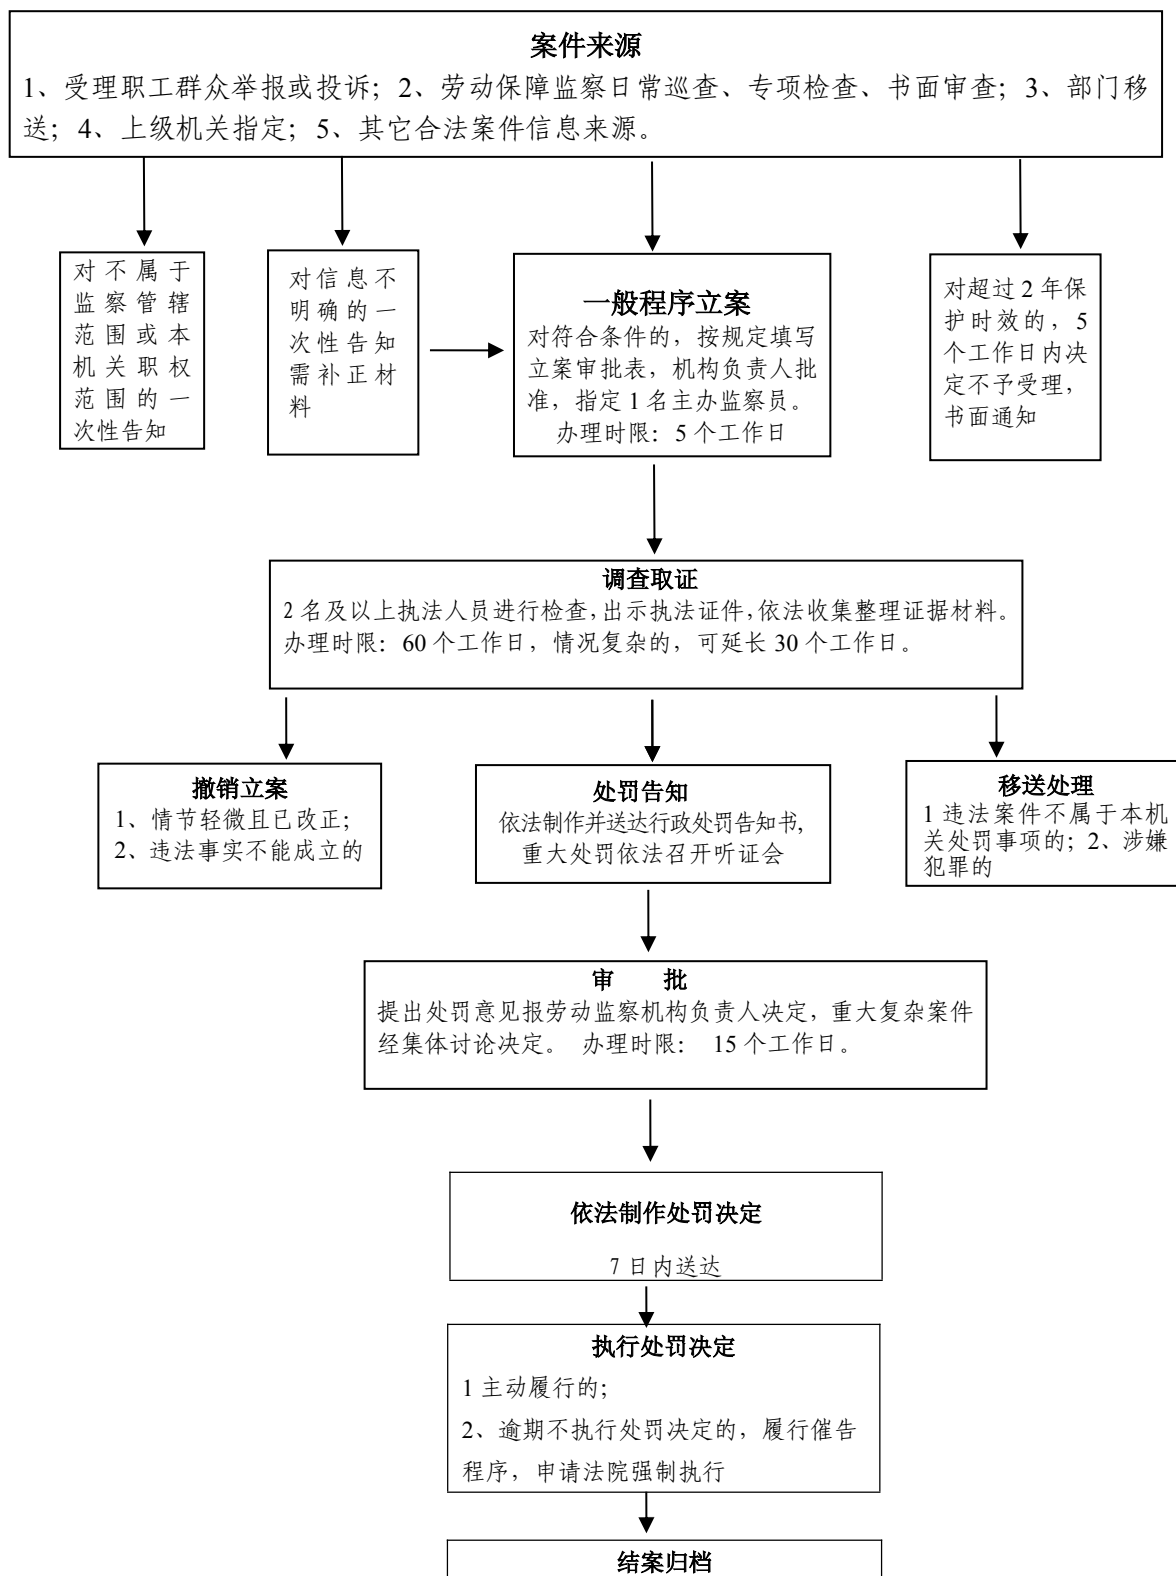 案件来源
1、受理职工群众举报或投诉；2、劳动保障监察日常巡查、专项检查、书面审查；3、部门移
送；4、上级机关指定；5、其它合法案件信息来源。
对不属于
监察管辖
范围或本
机关职权
范围的一
次性告知
对信息不
明确的一
次性告知
需补正材
料
一般程序立案
对符合条件的，按规定填写
立案审批表，机构负责人批
准，指定 1 名主办监察员。
办理时限：5 个工作日
对超过 2 年保
护时效的，5
个工作日内决
定不予受理，
书面通知
调查取证
2 名及以上执法人员进行检查，出示执法证件，依法收集整理证据材料。
办理时限：60 个工作日，情况复杂的，可延长 30 个工作日。
撤销立案
1、情节轻微且已改正；
2、违法事实不能成立的
处罚告知
依法制作并送达行政处罚告知书，
重大处罚依法召开听证会
移送处理
1 违法案件不属于本机
关处罚事项的；2、涉嫌
犯罪的
审 批
提出处罚意见报劳动监察机构负责人决定，重大复杂案件
经集体讨论决定。 办理时限： 15 个工作日。
依法制作处罚决定
7 日内送达
执行处罚决定
1 主动履行的；
2、逾期不执行处罚决定的，履行催告
程序，申请法院强制执行
结案归档